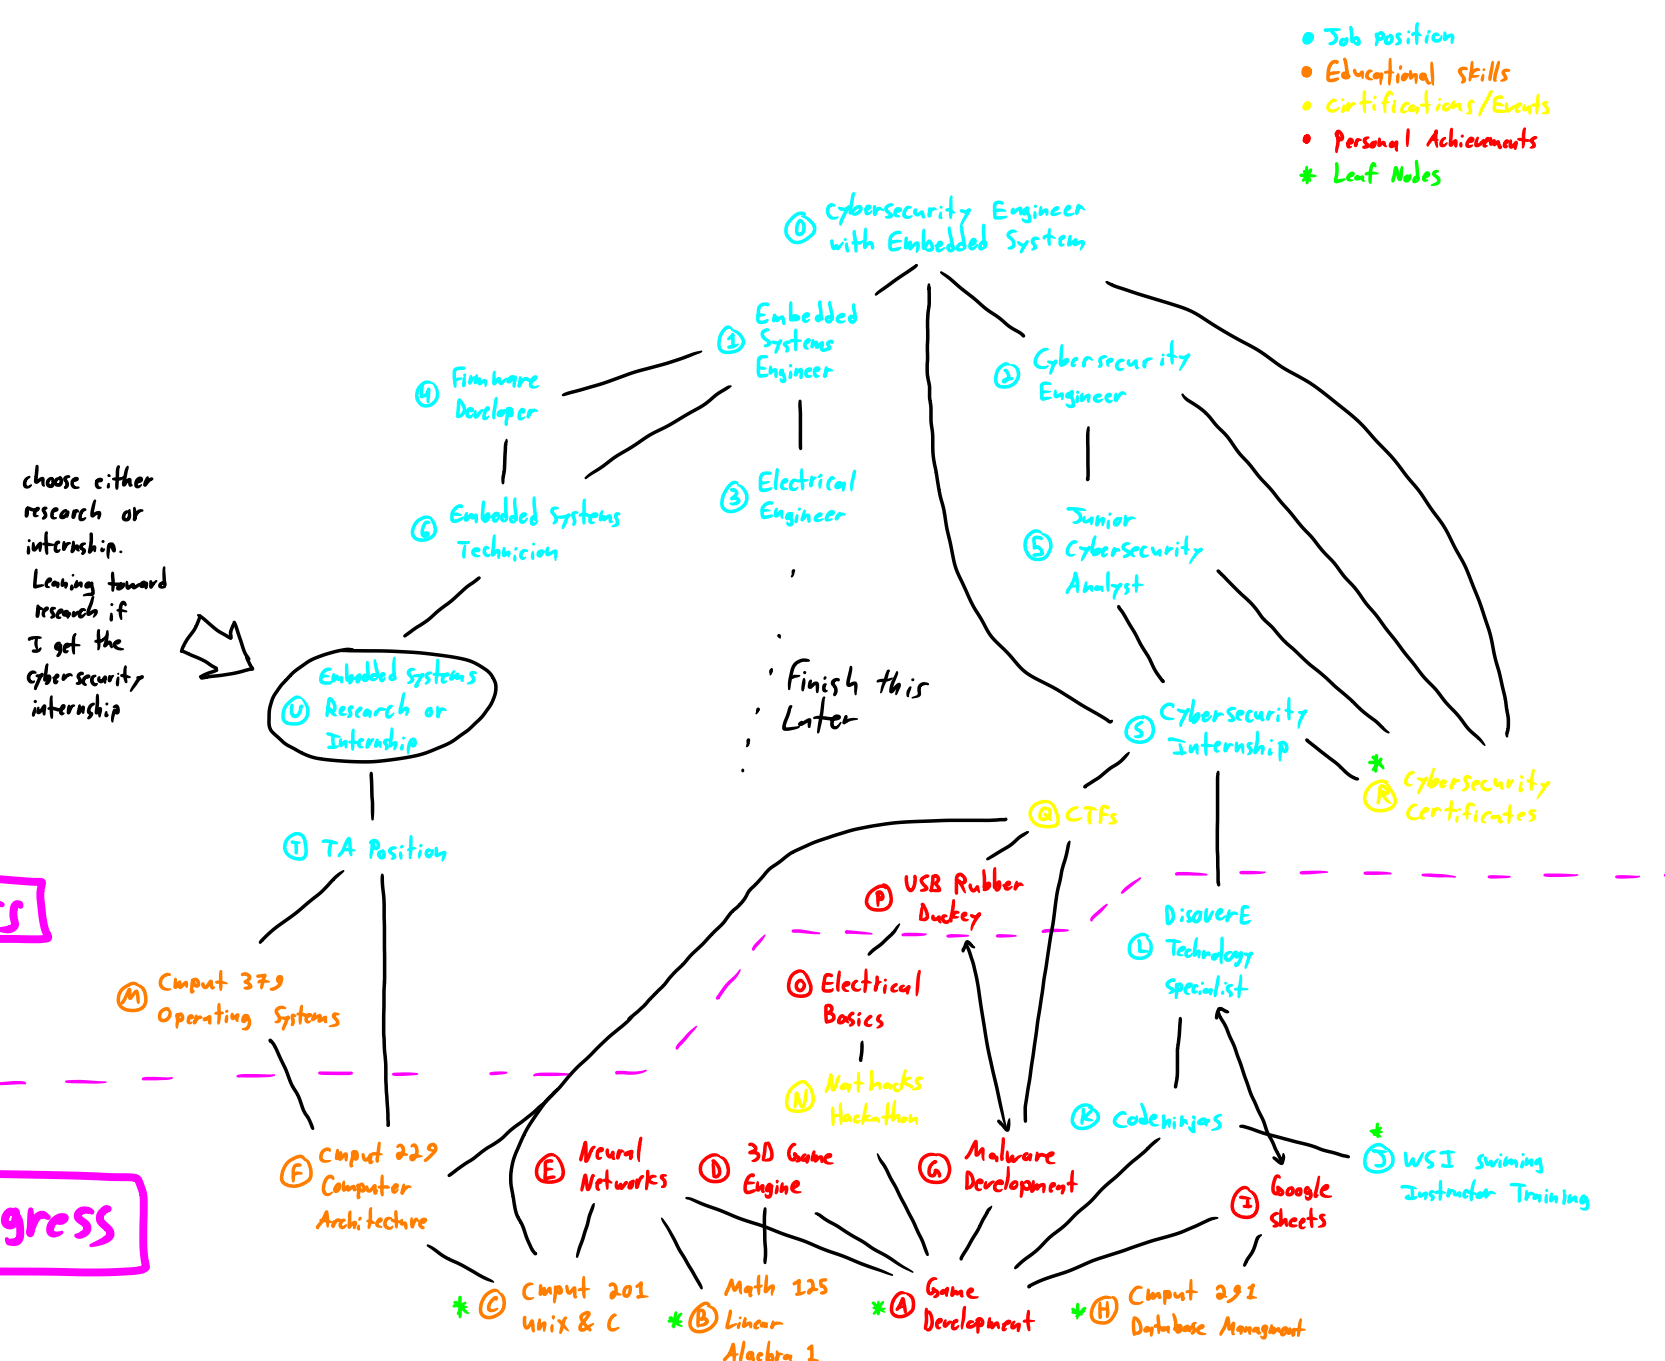 Job position
Educational skills
Cirtifications/Events
Personal Achievements
* Leaf Nodes
0 Cybersecurity Engineer
with Embedded System
1 Embedded
Systems
Engineer
2 Cybersecurity
Engineer
4 Firmware
Developer
3 Electrical
Engineer
6 Embedded Systems
Technicion
5 Junior
Cybersecurity
Analyst
choose either
research or
internship.
Leaning toward
research if
I get the
cybersecurity
internship
U Embedded Systems
Research or
Internship
Finish this
Later
S Cybersecurity
Internship
* R Cybersecurity
Certificates
Q CTFs
T TA Position
P USB Rubber
Duckey
L DisoverE
Technology
specialist
M Cmput 379
Operating Systems
O Electrical
Basics
N Nathacks
Hackathon
K Codeninjas
F Cmput 229
Computer
Architecture
E Neural
Networks
D 3D Game
Engine
G Malware
Development
I Google
Sheets
* J WSI swiming
Instructor Training
gress
* C Cmput 201
unix & C
* B Math 125
Linear
Algebra 1
* A Game
Development
* H Cmput 291
Database Managment